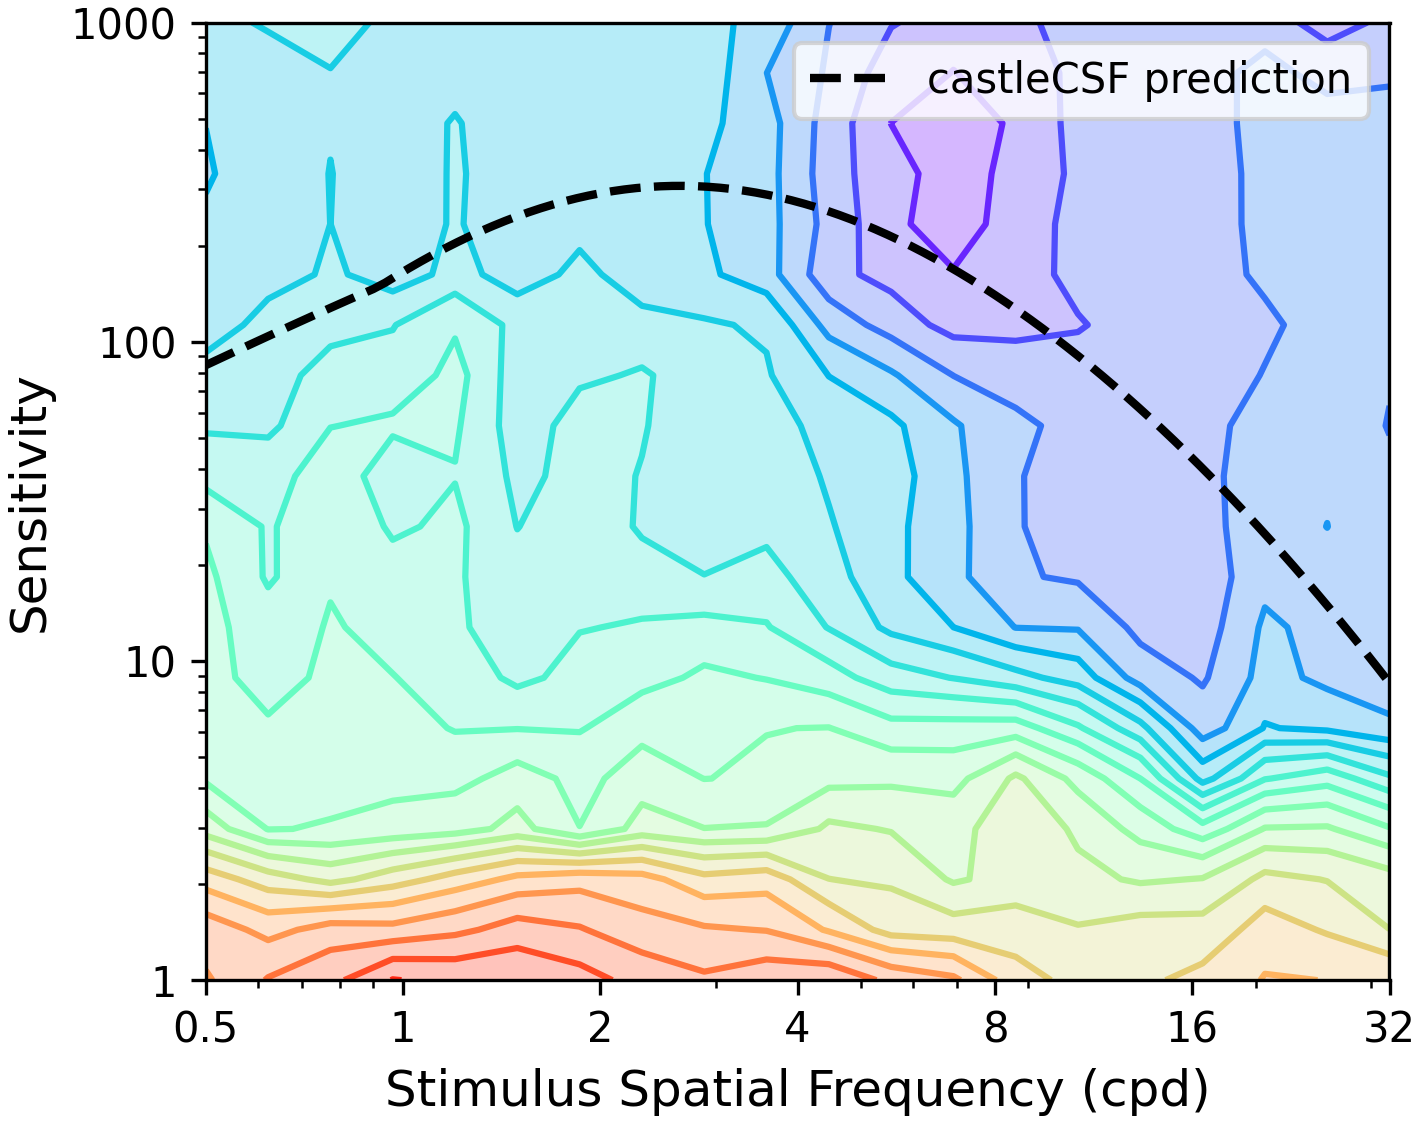 1000
castleCSF prediction
100
Sensitivity
10
1
0.5 1 2 4 8 16 32
Stimulus Spatial Frequency (cpd)